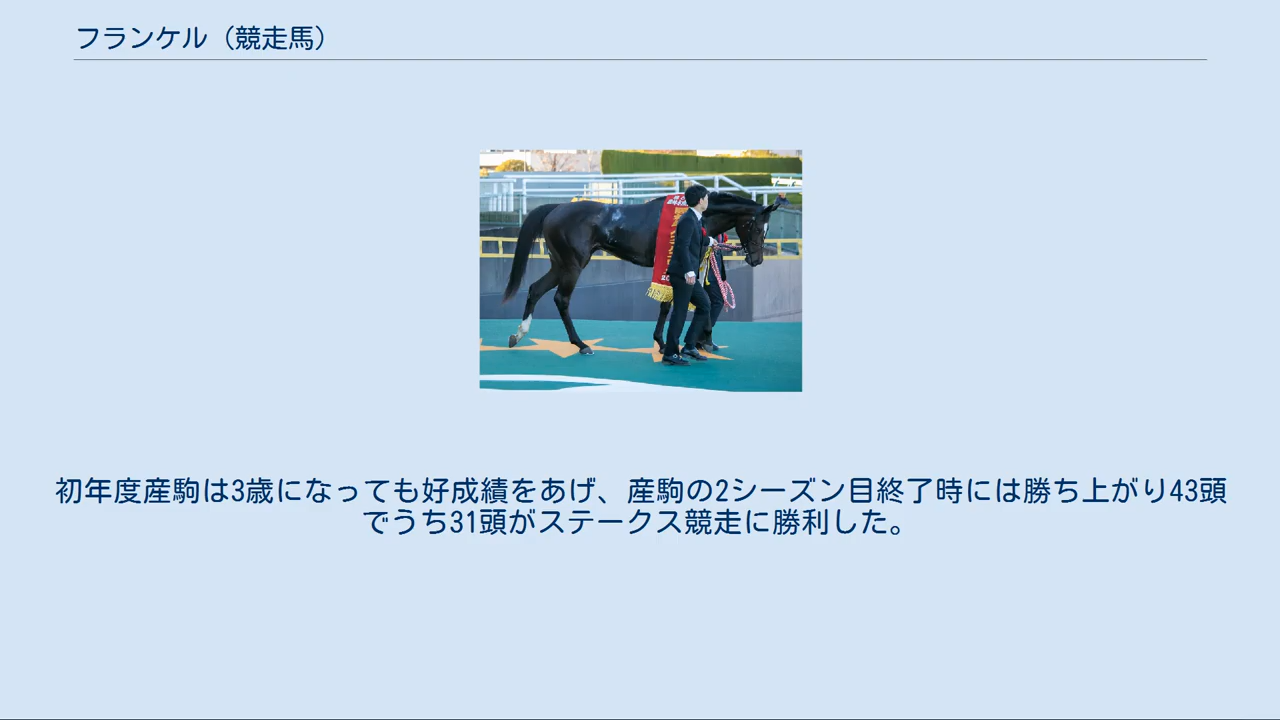 フランケル（競走馬）
初年度産駒は3歳になっても好成績をあげ、産駒の2シーズン目終了時には勝ち上がり43頭
でうち31頭がステークス競走に勝利した。